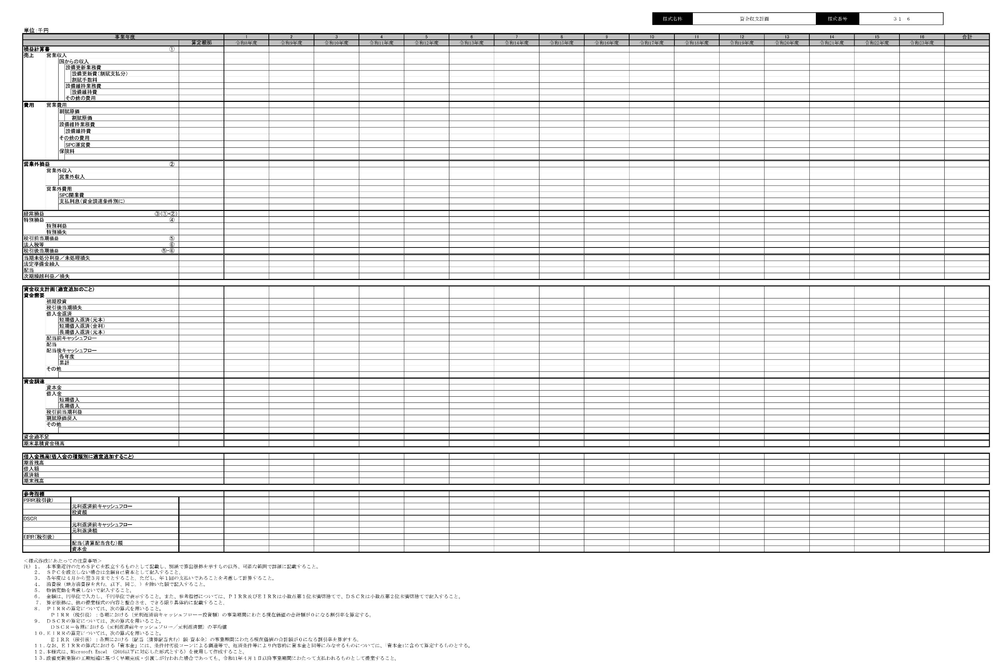 様式名称 資金収支計画 様式番号 31 6
単位:千円
事業年度 1 2 3 4 5 6 7 8 9 10 11 12 13 14 15 16 合計
算定根拠 令和8年度 令和9年度 令和10年度 令和11年度 令和12年度 令和13年度 令和14年度 令和15年度 令和16年度 令和17年度 令和18年度 令和19年度 令和20年度 令和21年度 令和22年度 令和23年度
損益計算書 ①
売上 営業収入
国からの収入
設備更新業務費
設備更新費(割賦支払分)
割賦手数料
設備維持業務費
設備維持費
その他の費用
費用 営業費用
割賦原価
割賦原価
設備維持業務費
設備維持費
その他の費用
SPC運営費
保険料
営業外損益 ②
営業外収入
営業外収入
営業外費用
SPC開業費
支払利息(資金調達条件別に)
経常損益 ③(①+②)
特別損益 ④
特別利益
特別損失
税引前当期損益 ⑤
法人税等 ⑥
税引後当期損益 ⑤-⑥
当期未処分利益/未処理損失
法定準備金繰入
配当
次期繰越利益/損失
資金収支計画(適宜追加のこと)
資金需要
初期投資
税引後当期損失
借入金返済
短期借入返済(元本)
短期借入返済(金利)
長期借入返済(元本)
配当前キャッシュフロー
配当
配当後キャッシュフロー
各年度
累計
その他
資金調達
資本金
借入金
短期借入
長期借入
税引前当期利益
割賦原価戻入
その他
資金過不足
期末累積資金残高
借入金残高(借入金の種類別に適宜追加すること)
期首残高
借入額
返済額
期末残高
参考指標
PIRR(税引後)
元利返済前キャッシュフロー
投資額
DSCR
元利返済前キャッシュフロー
元利返済額
EIRR(税引後)
配当(清算配当含む)額
資本金
<様式作成にあたっての注意事項>
注)1. 本事業遂行のためSPCを設立するものとして記載し、別紙で算出根拠を示すもの以外、可能な範囲で詳細に記載すること。
2. SPCを設立しない場合は全額自己資本として記入すること。
3. 各年度は4月から翌3月までとすること。ただし、年1回の支払いであることを考慮して計算すること。
4. 消費税(地方消費税を含む。以下、同じ。)を除いた額で記入すること。
5. 物価変動を考慮しないで記入すること。
6. 金額は、円単位で入力し、千円単位で表示すること。また、参考指標については、PIRR及びEIRRは小数点第1位未満切捨てで、DSCRは小数点第2位未満切捨てで記入すること。
7. 算定根拠は、他の提案様式の内容と整合させ、できる限り具体的に記載すること。
8. PIRRの算定については、次の算式を用いること。
PIRR(税引後):各期における(元利返済前キャッシュフロー-投資額)の事業期間にわたる現在価値の合計額が0になる割引率を算定する。
9. DSCRの算定については、次の算式を用いること。
DSCR=各期における(元利返済前キャッシュフロー/元利返済額)の平均値
10.EIRRの算定については、次の算式を用いること。
EIRR(税引後):各期における(配当(清算配当含む)額-資本金)の事業期間にわたる現在価値の合計額が0になる割引率を算定する。
11.なお、EIRRの算式における「資本金」には、条件付劣後ローンによる調達等で、返済条件等により内容的に資本金と同等にみなせるものについては、「資本金」に含めて算定するものとする。
12.本様式は、Microsoft Excel (2016以下に対応した形式とする)を使用して作成すること。
13.設備更新業務の工期短縮に基づく早期完成・引渡しが行われた場合であっても、令和11年4月1日以降事業期間にわたって支払われるものとして提案すること。